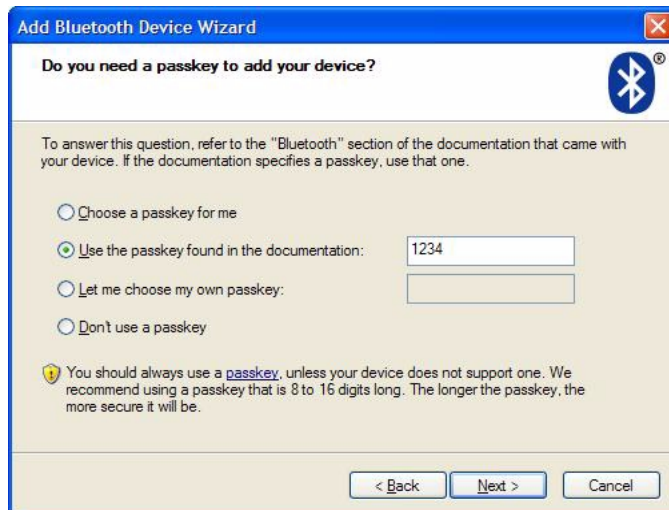 Add Bluetooth Device Wizard
Do you need a passkey to add your device?
®
To answer this question, refer to the "Bluetooth" section of the documentation that came with
your device. If the documentation specifies a passkey, use that one.
Choose a passkey for me
Use the passkey found in the documentation: 1234
Let me choose my own passkey:
Don't use a passkey
You should always use a passkey, unless your device does not support one. We
recommend using a passkey that is 8 to 16 digits long. The longer the passkey, the
more secure it will be.
< Back Next > Cancel